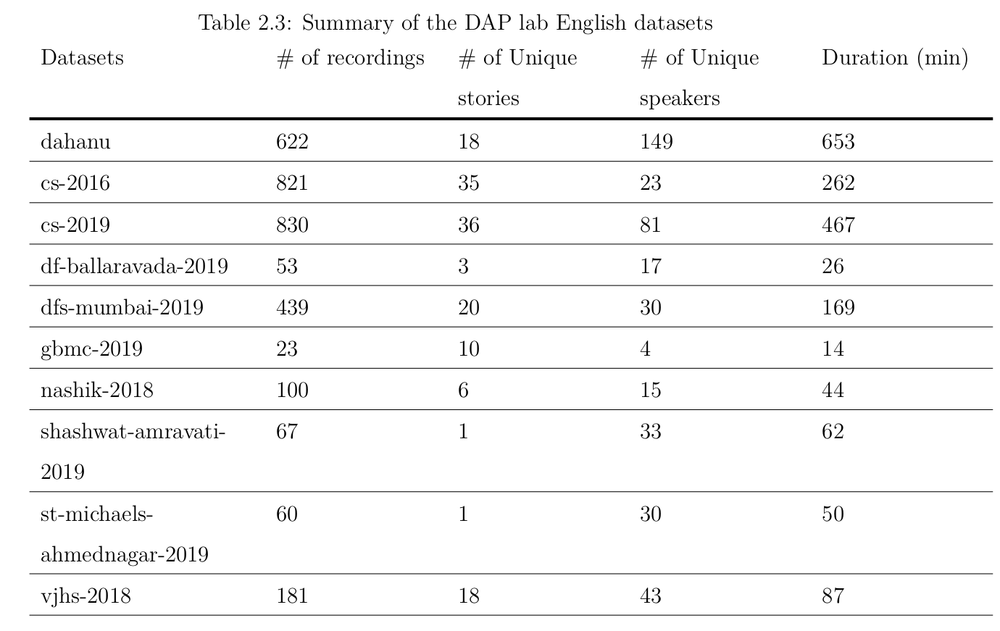 Table 2.3: Summary of the DAP lab English datasets
Datasets # of recordings # of Unique stories # of Unique speakers Duration (min)
dahanu 622 18 149 653
cs-2016 821 35 23 262
cs-2019 830 36 81 467
df-ballaravada-2019 53 3 17 26
dfs-mumbai-2019 439 20 30 169
gbmc-2019 23 10 4 14
nashik-2018 100 6 15 44
shashwat-amravati- 67 1 33 62
2019
st-michaels- 60 1 30 50
ahmednagar-2019
vjhs-2018 181 18 43 87